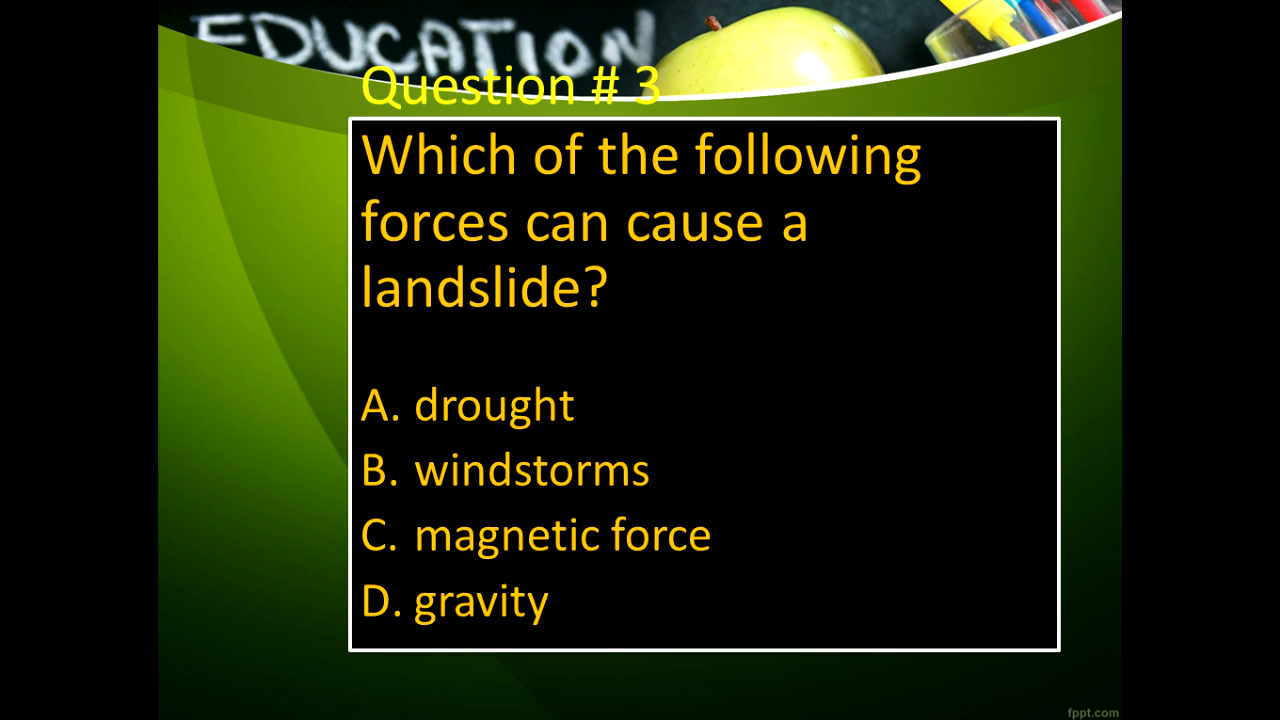 EDUCATION
Question # 3
Which of the following
forces can cause a
landslide?
A. drought
B. windstorms
C. magnetic force
D. gravity
fppt.com